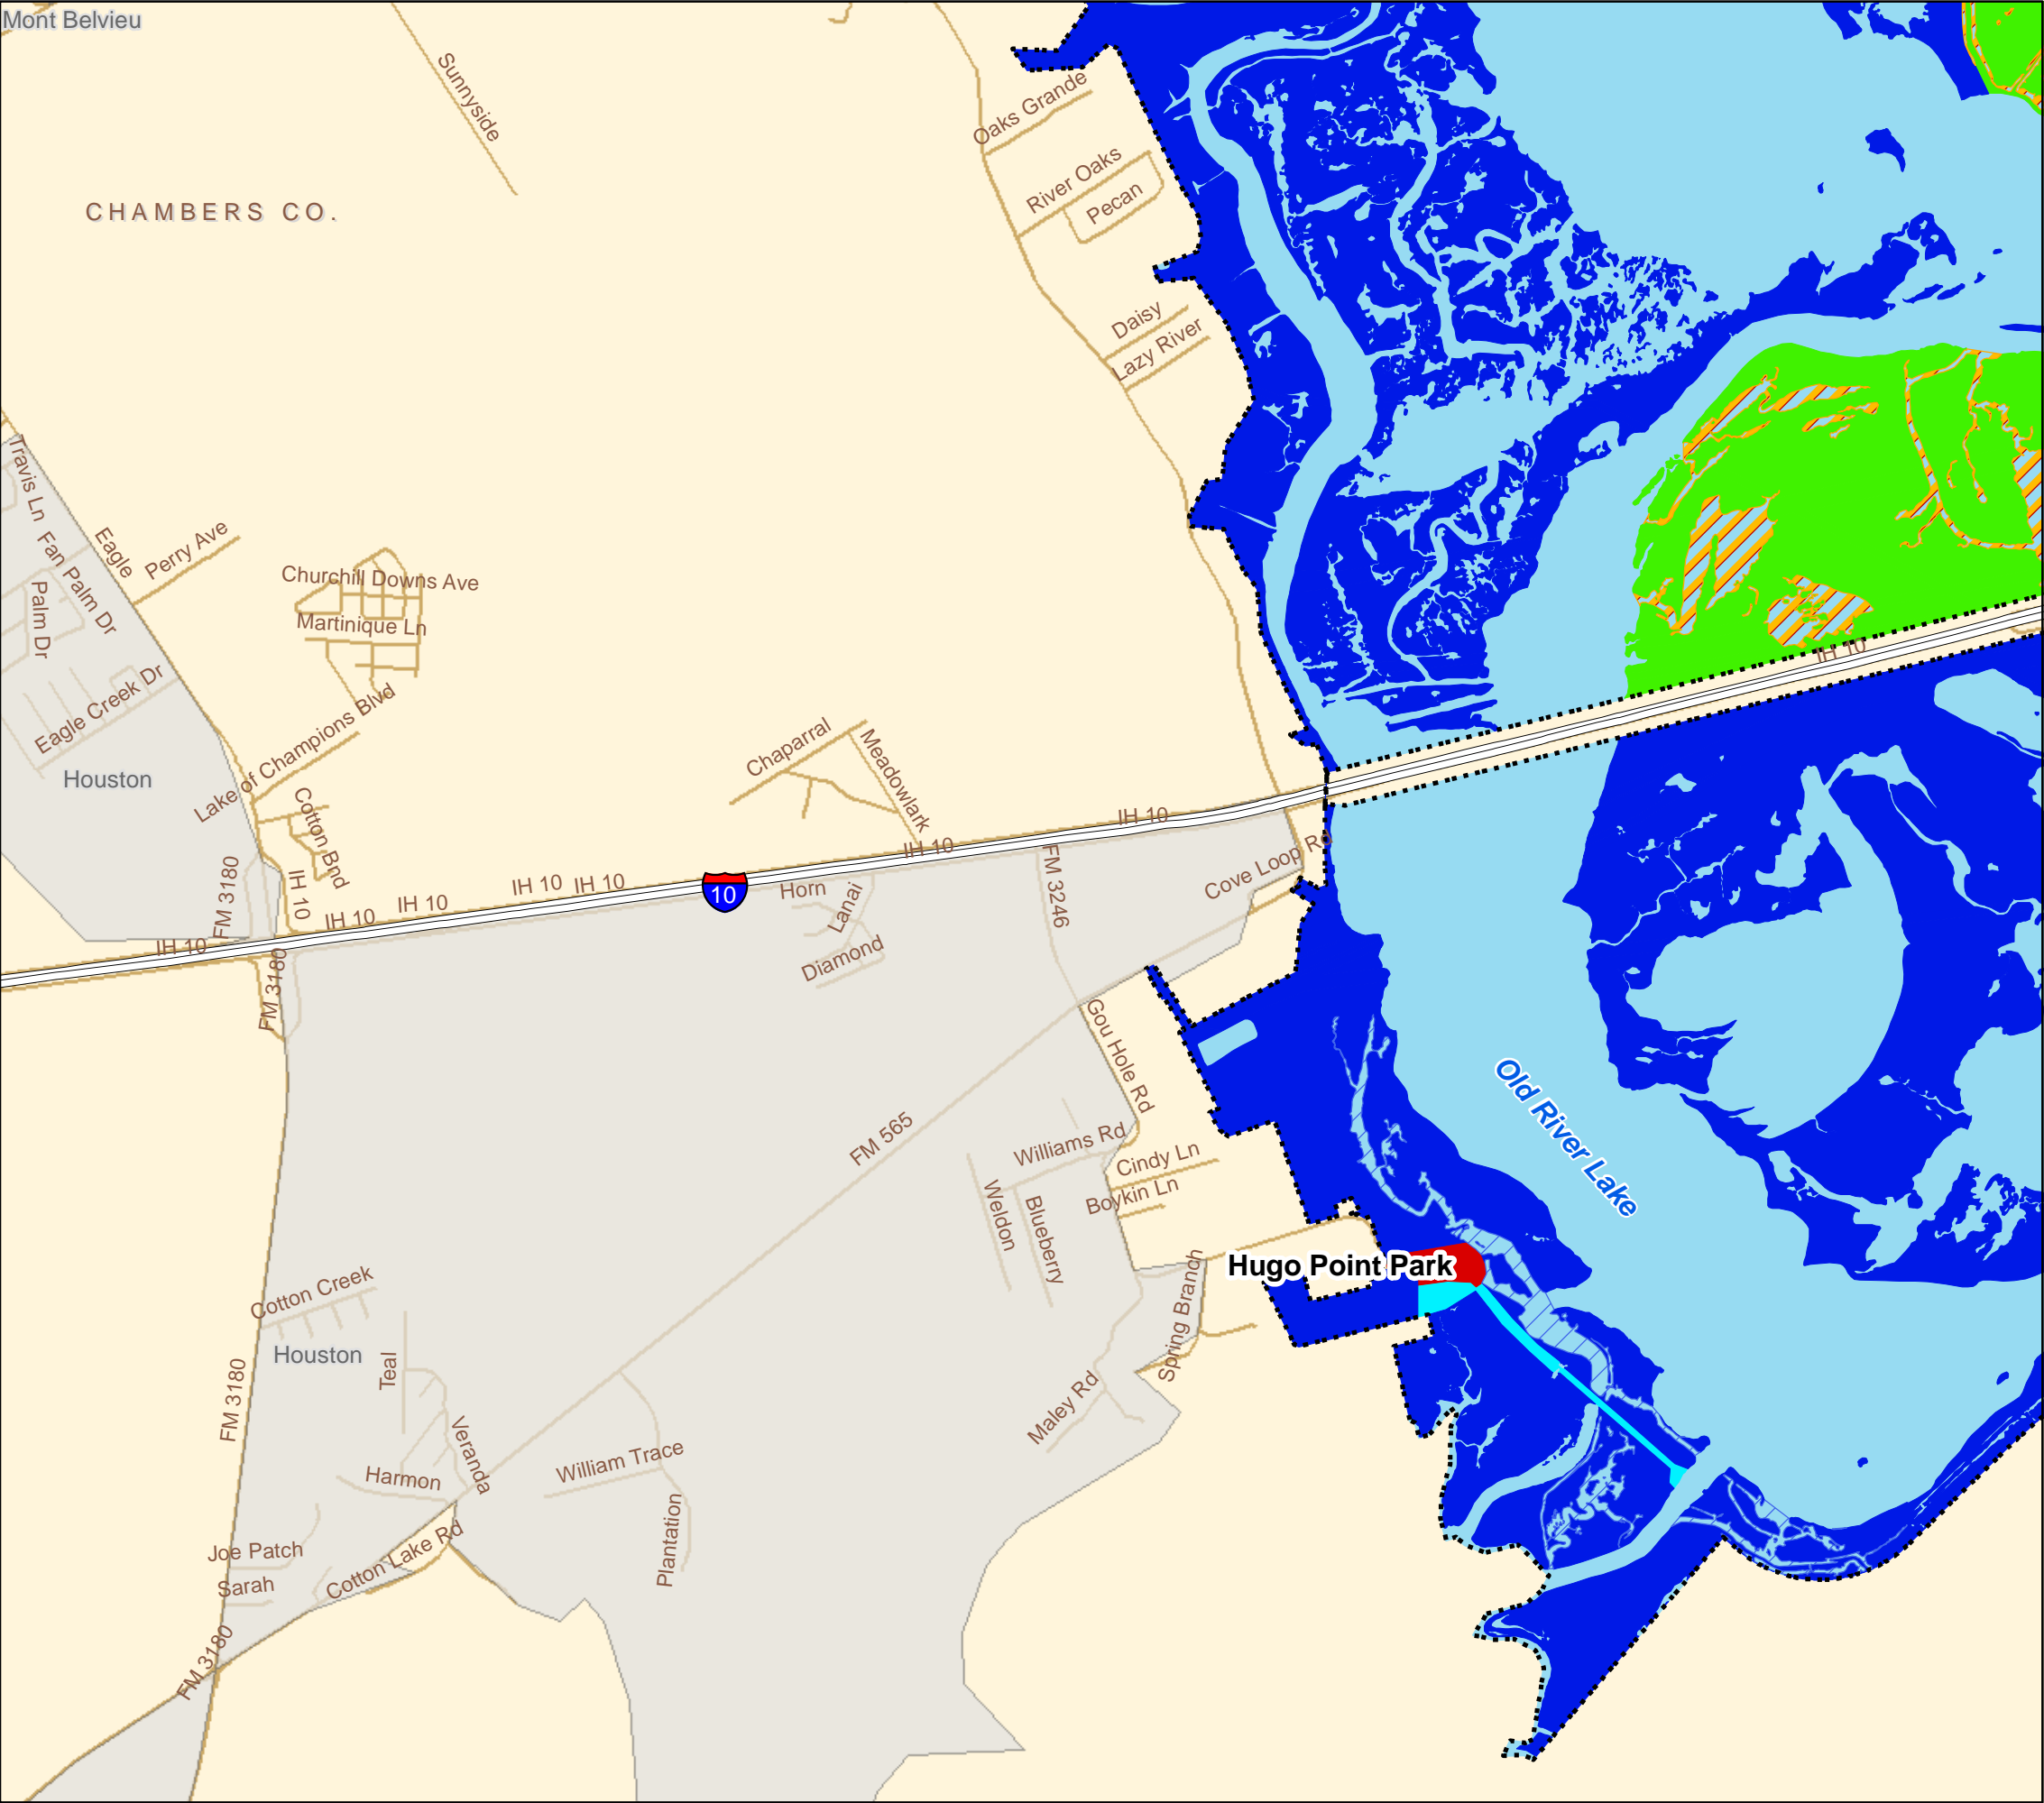 Mont Belvieu
Sunnyside
CHAMBERS CO.
Oaks Grande
River Oaks
Pecan
Daisy
Lazy River
Travis Ln
Fan Palm Dr
Palm Dr
Eagle
Perry Ave
Churchill Downs Ave
Martinique Ln
Eagle Creek Dr
Houston
Lake of Champions Blvd
Cotton Bnd
Chaparral
Meadowlark
IH 10
IH 10
IH 10
FM 3180
IH 10
IH 10
IH 10
IH 10
IH 10
IH 10
10
Horn
Lanai
Diamond
FM 3246
Cove Loop Rd
FM 3180
Gou Hole Rd
Old River Lake
FM 565
Williams Rd
Cindy Ln
Boykin Ln
Weldon
Blueberry
Hugo Point Park
Spring Branch
Cotton Creek
Houston
Teal
FM 3180
Maley Rd
Veranda
Harmon
William Trace
Plantation
Joe Patch
Sarah
Cotton Lake Rd
FM 3180